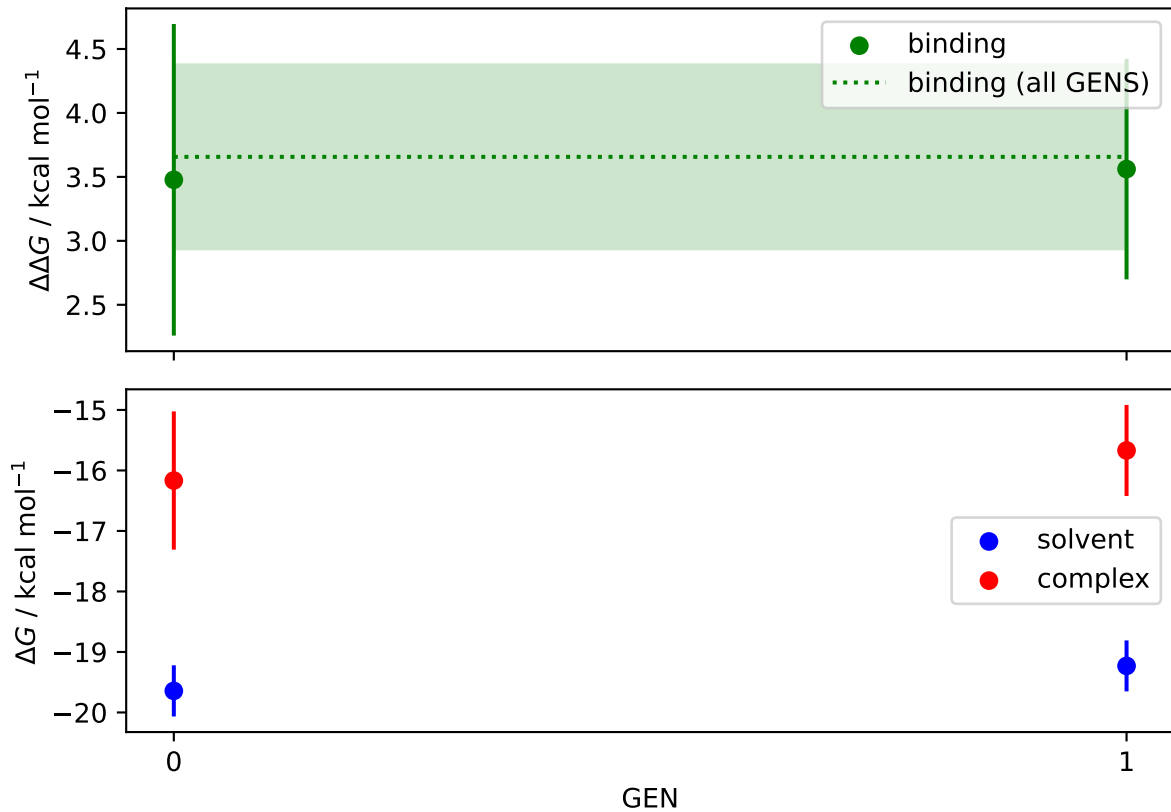 4.5
4.0
3.5
3.0
2.5
ΔΔG / kcal mol⁻¹
binding
binding (all GENS)
−15
−16
−17
−18
−19
−20
ΔG / kcal mol⁻¹
solvent
complex
0
1
GEN